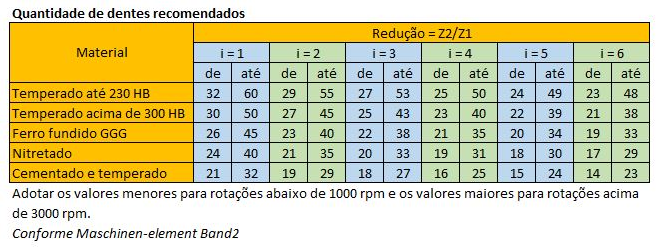 Quantidade de dentes recomendados
Material Redução = Z2/Z1
i = 1 i = 2 i = 3 i = 4 i = 5 i = 6
de até de até de até de até de até de até
Temperado até 230 HB 32 60 29 55 27 53 25 50 24 49 23 48
Temperado acima de 300 HB 30 50 27 45 25 43 23 40 22 39 21 38
Ferro fundido GGG 26 45 23 40 22 38 21 35 20 34 19 33
Nitretado 24 40 21 35 20 33 19 31 18 30 17 29
Cementado e temperado 21 32 19 29 18 27 16 25 15 24 14 23
Adotar os valores menores para rotações abaixo de 1000 rpm e os valores maiores para rotações acima
de 3000 rpm.
Conforme Maschinen-element Band2